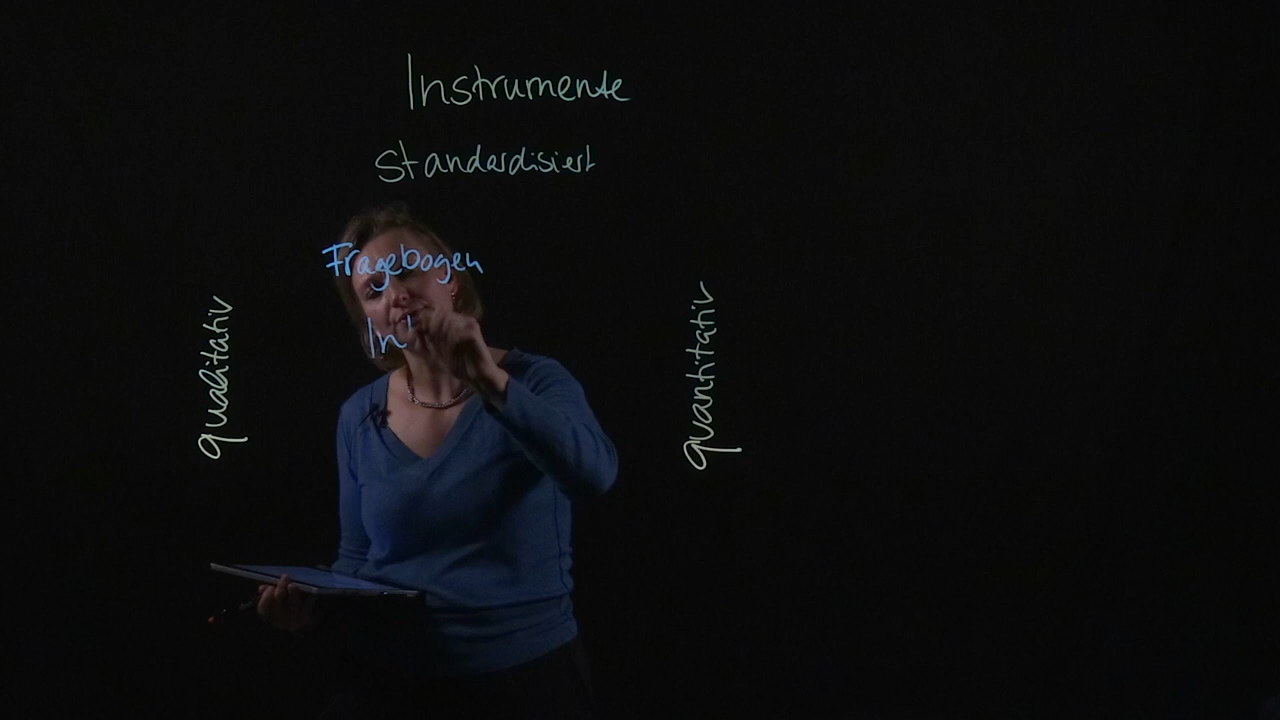 Instrumente
Standardisiert
Fragebogen
qualitativ
quantitativ